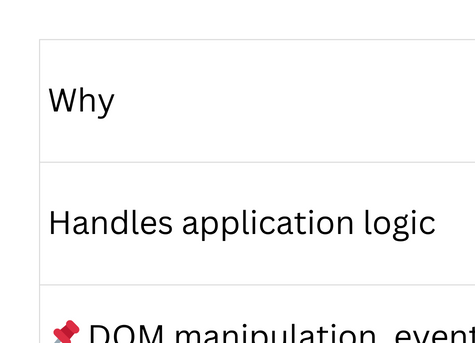 Why
Handles application logic
📌 DOM manipulation, event